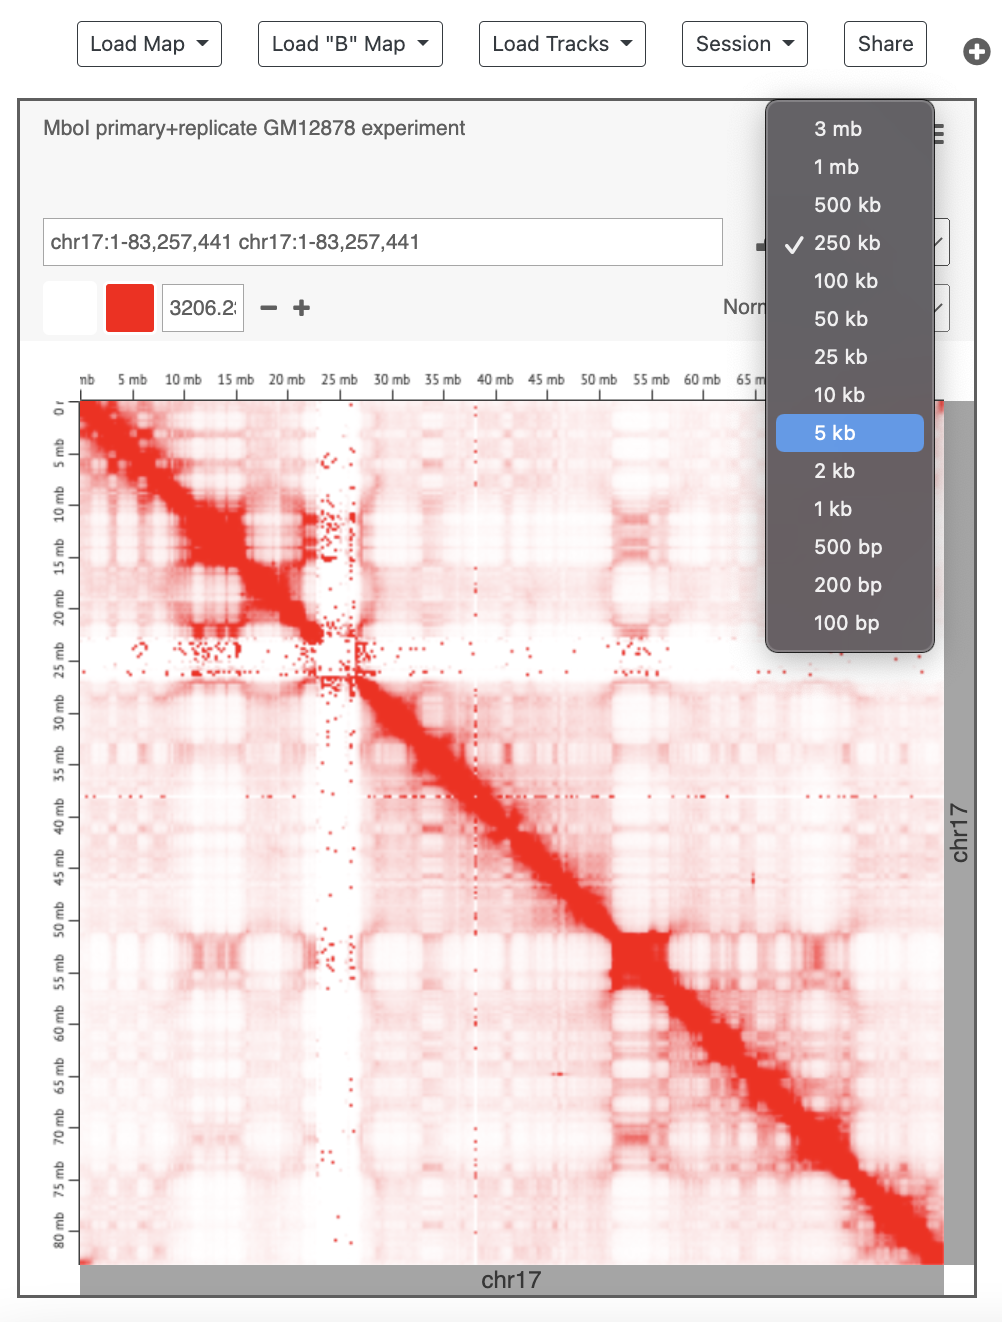 Load Map
Load "B" Map
Load Tracks
Session
Share
MboI primary+replicate GM12878 experiment
chr17:1-83,257,441 chr17:1-83,257,441
3206.2
3 mb
1 mb
500 kb
250 kb
100 kb
50 kb
25 kb
10 kb
5 kb
2 kb
1 kb
500 bp
200 bp
100 bp
5 mb 10 mb 15 mb 20 mb 25 mb 30 mb 35 mb 40 mb 45 mb 50 mb 55 mb 60 mb
5 mb
10 mb
15 mb
20 mb
25 mb
30 mb
35 mb
40 mb
45 mb
50 mb
55 mb
60 mb
65 mb
70 mb
75 mb
80 mb
chr17
chr17